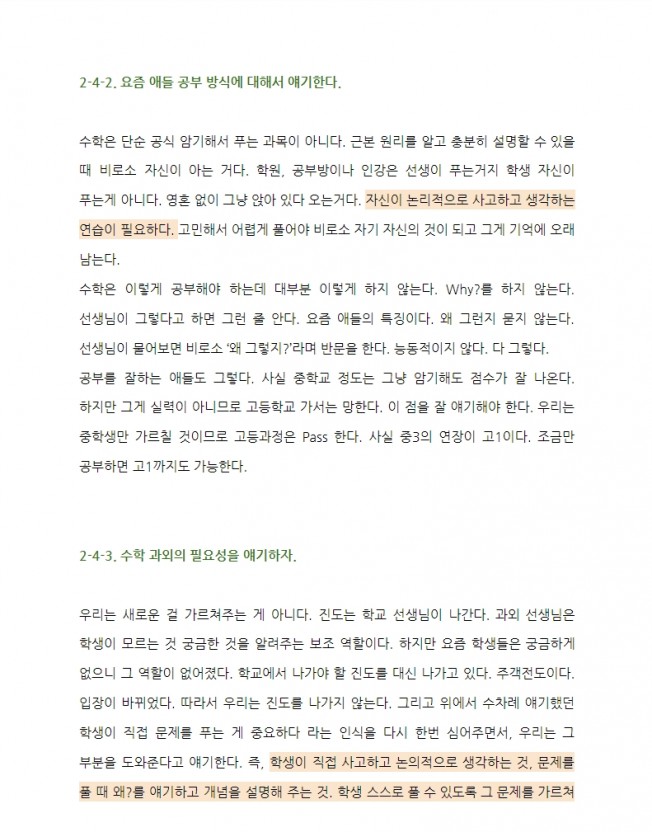 2-4-2. 요즘 애들 공부 방식에 대해서 얘기한다.
수학은 단순 공식 암기해서 푸는 과목이 아니다. 근본 원리를 알고 충분히 설명할 수 있을
때 비로소 자신이 아는 거다. 학원, 공부방이나 인강은 선생이 푸는거지 학생 자신이
푸는게 아니다. 영혼 없이 그냥 앉아 있다 오는거다. 자신이 논리적으로 사고하고 생각하는
연습이 필요하다. 고민해서 어렵게 풀어야 비로소 자기 자신의 것이 되고 그게 기억에 오래
남는다.
수학은 이렇게 공부해야 하는데 대부분 이렇게 하지 않는다. Why?를 하지 않는다.
선생님이 그렇다고 하면 그런 줄 안다. 요즘 애들의 특징이다. 왜 그런지 묻지 않는다.
선생님이 물어보면 비로소 ‘왜 그렇지?’라며 반문을 한다. 능동적이지 않다. 다 그렇다.
공부를 잘하는 애들도 그렇다. 사실 중학교 정도는 그냥 암기해도 점수가 잘 나온다.
하지만 그게 실력이 아니므로 고등학교 가서는 망한다. 이 점을 잘 얘기해야 한다. 우리는
중학생만 가르칠 것이므로 고등과정은 Pass 한다. 사실 중3의 연장이 고1이다. 조금만
공부하면 고1까지도 가능한다.
2-4-3. 수학 과외의 필요성을 얘기하자.
우리는 새로운 걸 가르쳐주는 게 아니다. 진도는 학교 선생님이 나간다. 과외 선생님은
학생이 모르는 것 궁금한 것을 알려주는 보조 역할이다. 하지만 요즘 학생들은 궁금한게
없으니 그 역할이 없어졌다. 학교에서 나가야 할 진도를 대신 나가고 있다. 주객전도이다.
입장이 바뀌었다. 따라서 우리는 진도를 나가지 않는다. 그리고 위에서 수차례 얘기했던
학생이 직접 문제를 푸는 게 중요하다 라는 인식을 다시 한번 심어주면서, 우리는 그
부분을 도와준다고 얘기한다. 즉, 학생이 직접 사고하고 논의적으로 생각하는 것, 문제를
풀 때 왜?를 얘기하고 개념을 설명해 주는 것. 학생 스스로 풀 수 있도록 그 문제를 가르쳐